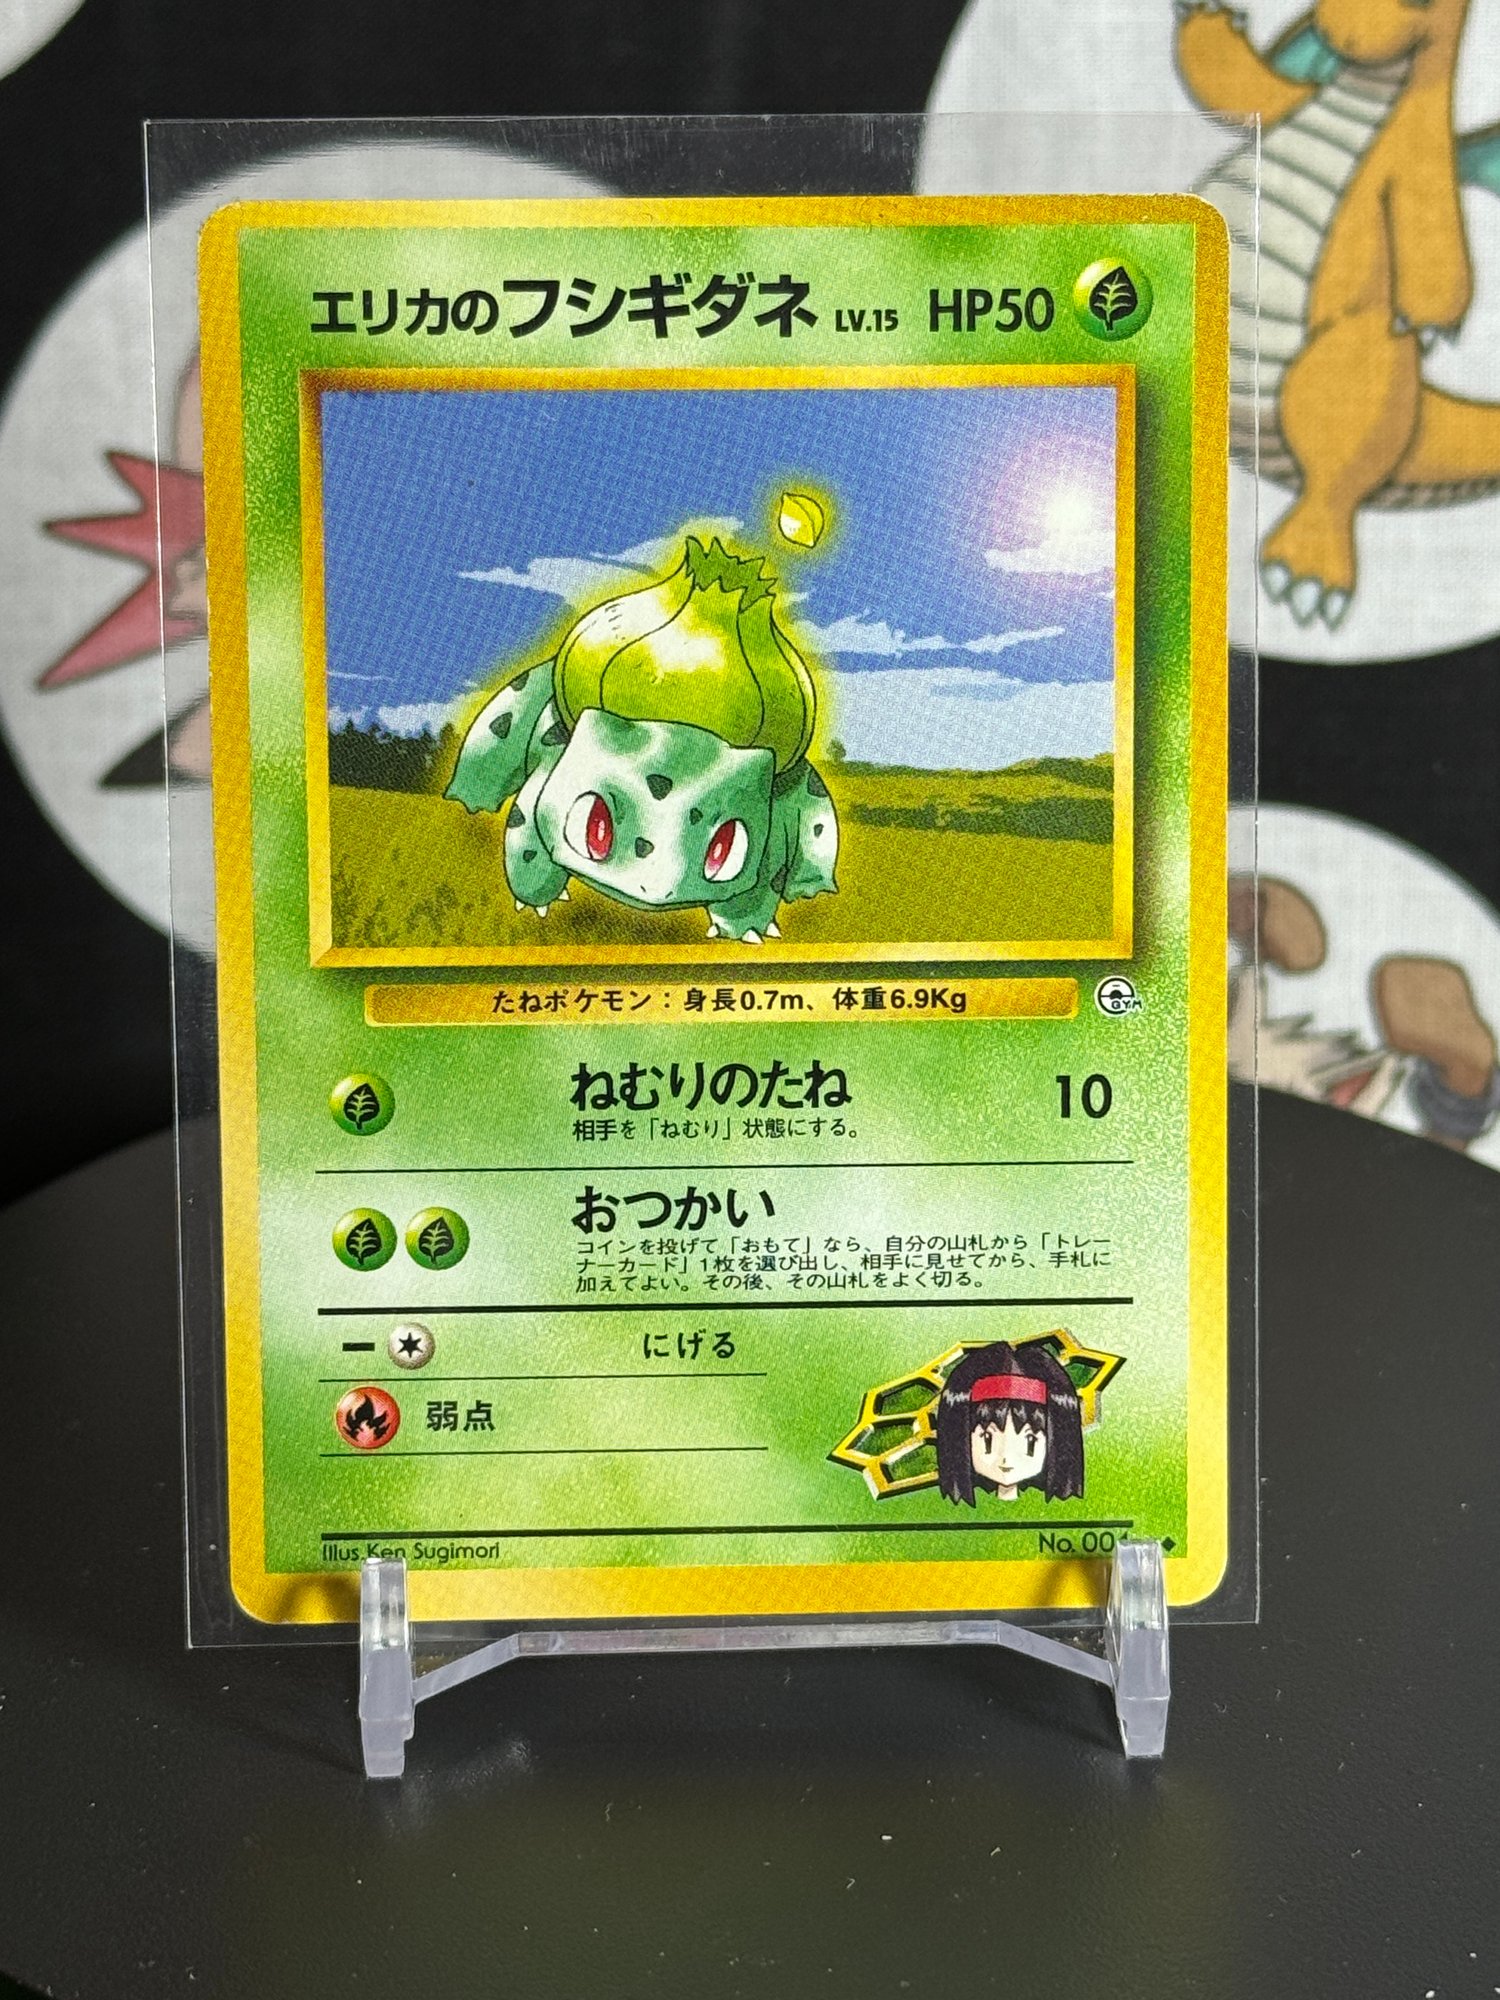 エリカのフシギダネ LV.15 HP50
たねポケモン：身長0.7m、体重6.9Kg
GYM
ねむりのたね 10
相手を「ねむり」状態にする。
おつかい
コインを投げて「おもて」なら、自分の山札から「トレー
ナーカード」1枚を選び出し、相手に見せてから、手札に
加えてよい。その後、その山札をよく切る。
ー にげる
弱点
Illus. Ken Sugimori
No. 00